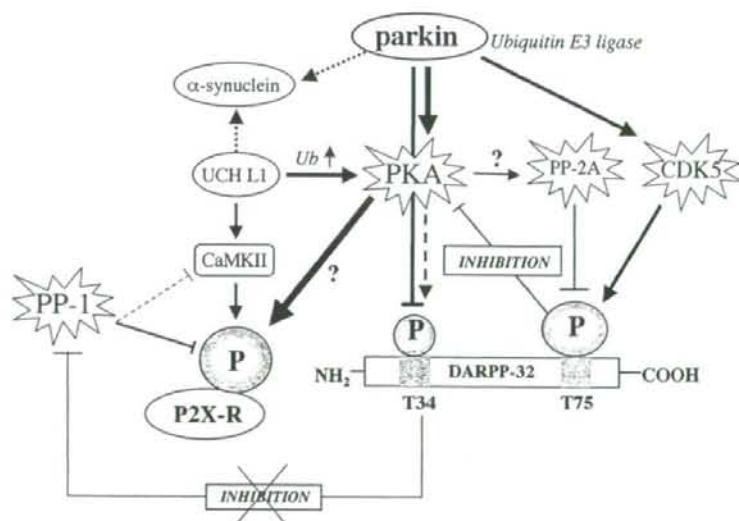 parkin
Ubiquitin E3 ligase
α-synuclein
UCH L1
Ub
PKA
?
PP-2A
CDK5
CaMKII
?
INHIBITION
PP-1
P
P2X-R
P
P
NH2
DARPP-32
COOH
T34
T75
INHIBITION